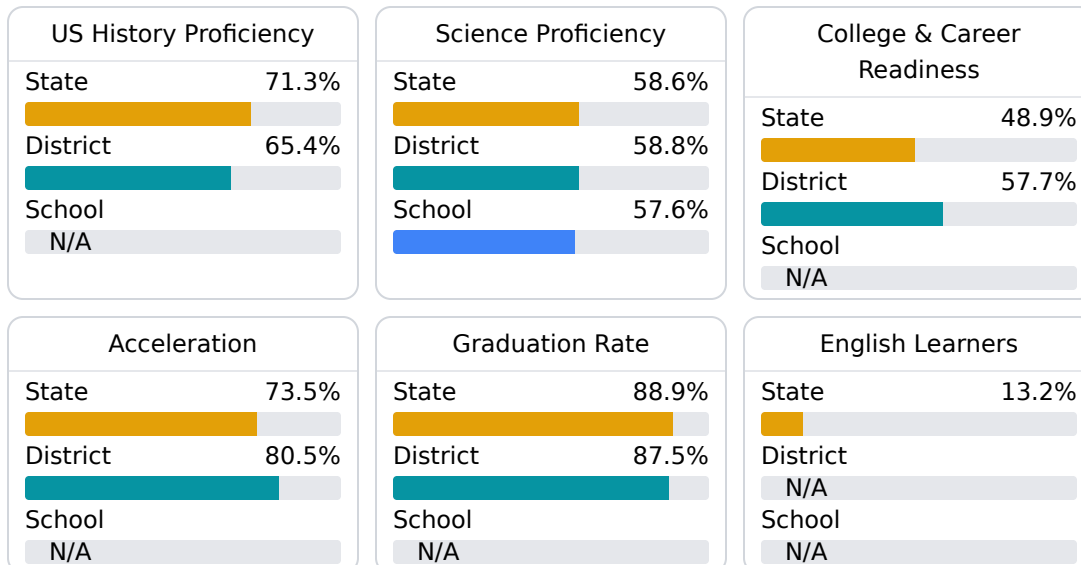 US History Proficiency
State 71.3%
District 65.4%
School
N/A
Science Proficiency
State 58.6%
District 58.8%
School 57.6%
College & Career
Readiness
State 48.9%
District 57.7%
School
N/A
Acceleration
State 73.5%
District 80.5%
School
N/A
Graduation Rate
State 88.9%
District 87.5%
School
N/A
English Learners
State 13.2%
District
N/A
School
N/A